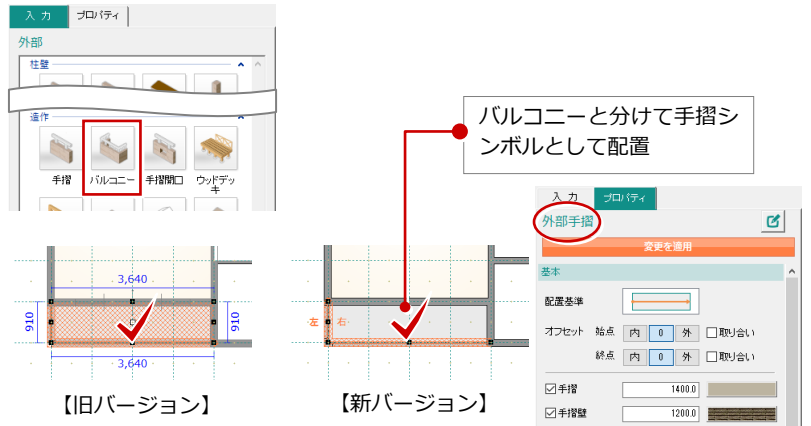 入 力 プロパティ
外部
柱壁
造作
手摺 バルコニー 手摺開口 ウッドデッ
キ
バルコニーと分けて手摺シ
ンボルとして配置
入 力 プロパティ
外部手摺
変更を適用
基本
配置基準
オフセット 始点 内 0 外 取り合い
終点 内 0 外 取り合い
手摺 1400.0
手摺壁 1200.0
3,640
910 910
3,640
左 右
【旧バージョン】
【新バージョン】